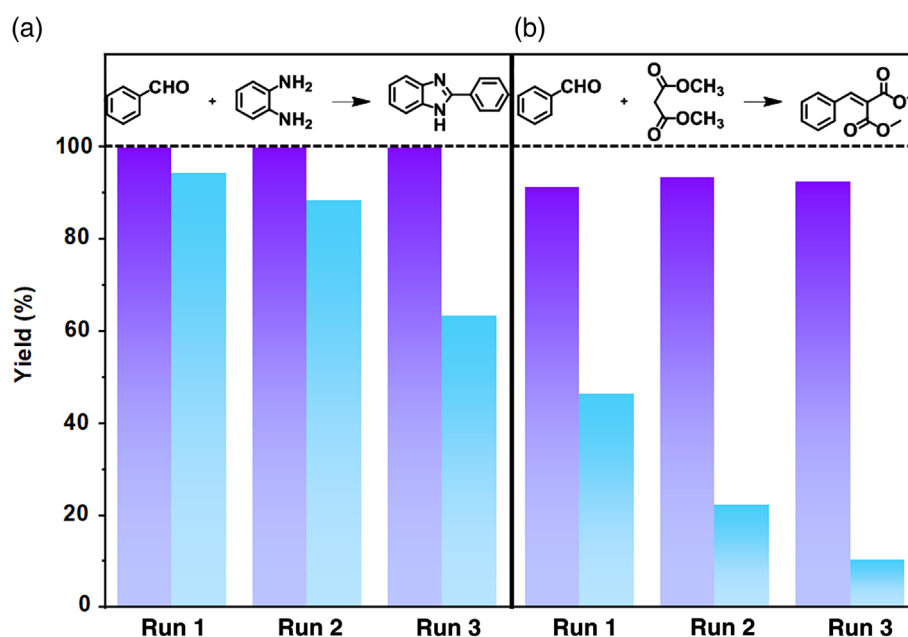 (a)
(b)
CHO
+
NH2
NH2
N
N
H
CHO
+
O
OCH3
OCH3
O
O
O
O
O
100
80
60
40
20
0
Yield (%)
Run 1
Run 2
Run 3
Run 1
Run 2
Run 3